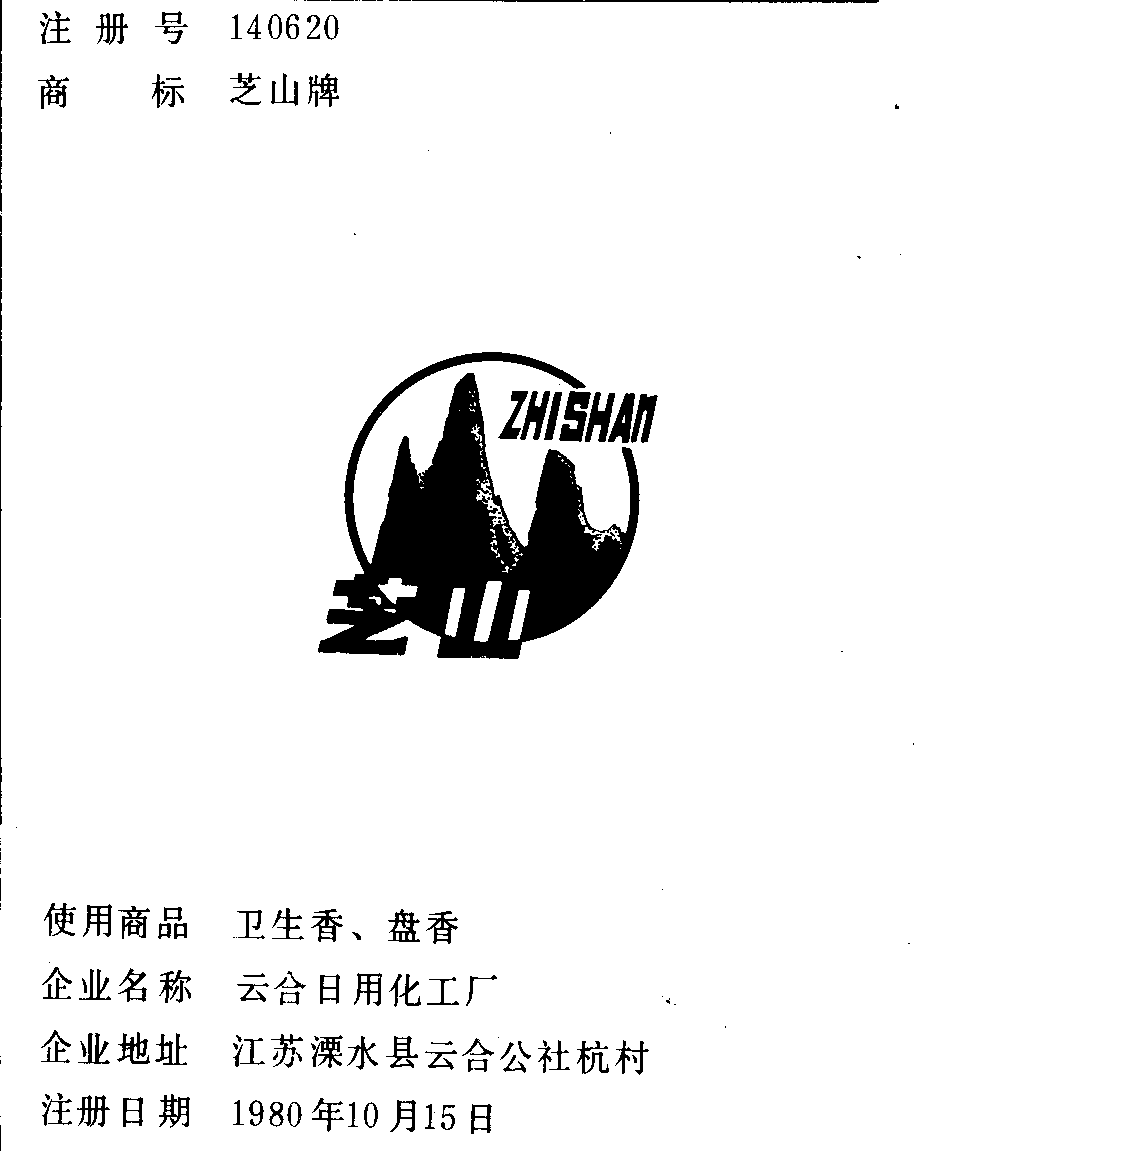 注册号 140620
商标 芝山牌
ZHISHAN
芝山
使用商品 卫生香、盘香
企业名称 云合日用化工厂
企业地址 江苏溧水县云合公社杭村
注册日期 1980年10月15日